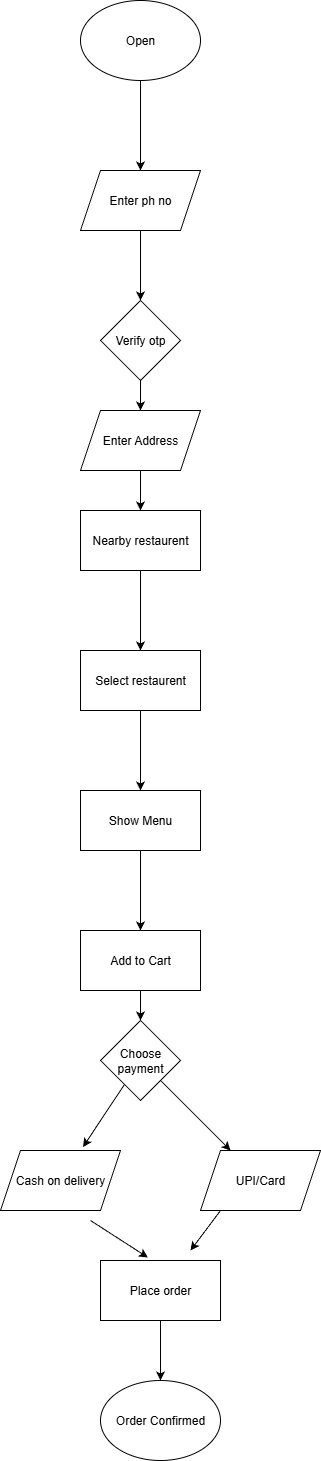 Open
Enter ph no
Verify otp
Enter Address
Nearby restaurent
Select restaurent
Show Menu
Add to Cart
Choose
payment
Cash on delivery
UPI/Card
Place order
Order Confirmed